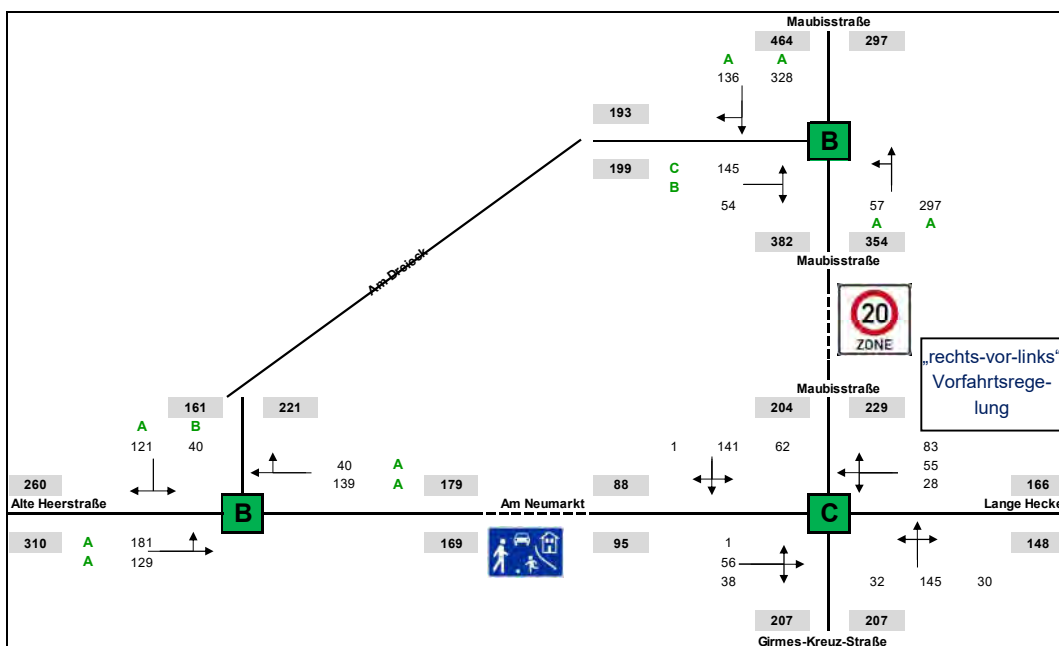 Maubisstraße
464 297
A A
136 328
193
B
199 C 145
B
54
57 297
A A
382 354
Maubisstraße
Am Dreieck
20
ZONE
„rechts-vor-links“
Vorfahrtsrege-
lung
Maubisstraße
161 221
204 229
A B
121 40
1 141 62
83
40 A
55
139 A
28
260
179
88
166
Alte Heerstraße
B
Am Neumarkt
C
Lange Hecke
310 A 181
A 129
169
95
1
56
38
148
32 145 30
207 207
Girmes-Kreuz-Straße